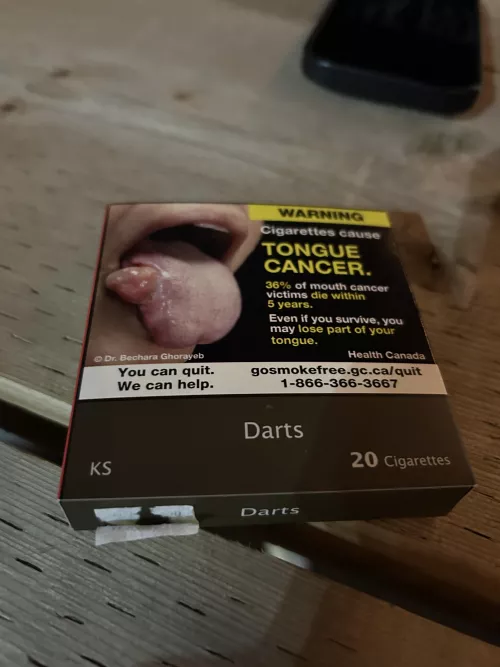 WARNING
Cigarettes cause
TONGUE
CANCER.
36% of mouth cancer
victims die within
5 years.
Even if you survive, you
may lose part of your
tongue.
© Dr. Bechara Ghorayeb
Health Canada
You can quit.
We can help.
gosmokefree.gc.ca/quit
1-866-366-3667
Darts
KS
20 Cigarettes
Darts